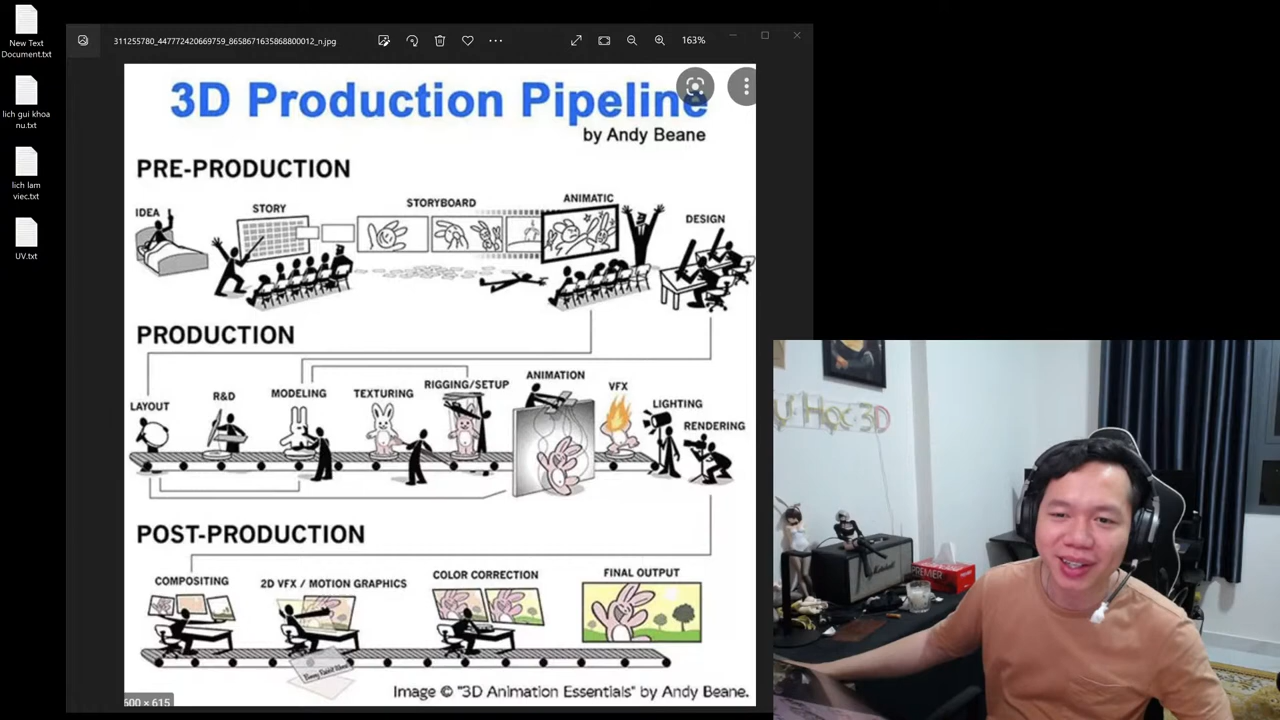 New Text
Document.txt
lich gui khoa
nu.txt
lich lam
viec.txt
UV.txt
311255780_447772420669759_8658671635868800012_n.jpg
163%
3D Production Pipeline
by Andy Beane
PRE-PRODUCTION
IDEA
STORY
STORYBOARD
ANIMATIC
DESIGN
PRODUCTION
LAYOUT
R&D
MODELING
TEXTURING
RIGGING/SETUP
ANIMATION
VFX
LIGHTING
RENDERING
POST-PRODUCTION
COMPOSITING
2D VFX / MOTION GRAPHICS
COLOR CORRECTION
FINAL OUTPUT
Image © "3D Animation Essentials" by Andy Beane.
600 × 615
Học 3D
PREMIER